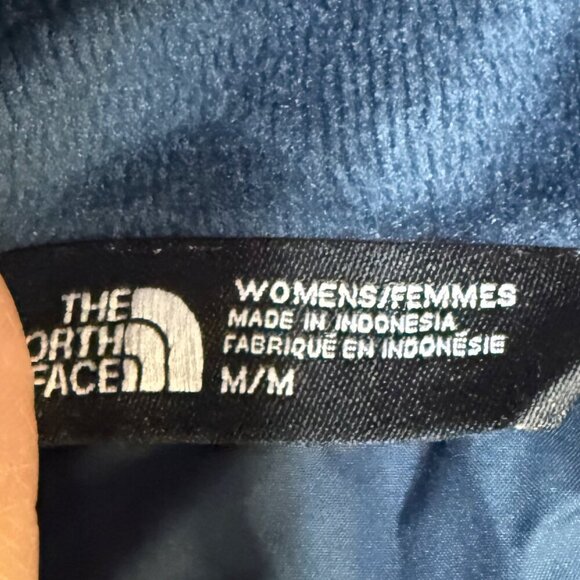 THE
ORTH
FACE
WOMENS/FEMMES
MADE IN INDONESIA
FABRIQUÉ EN INDONÉSIE
M/M